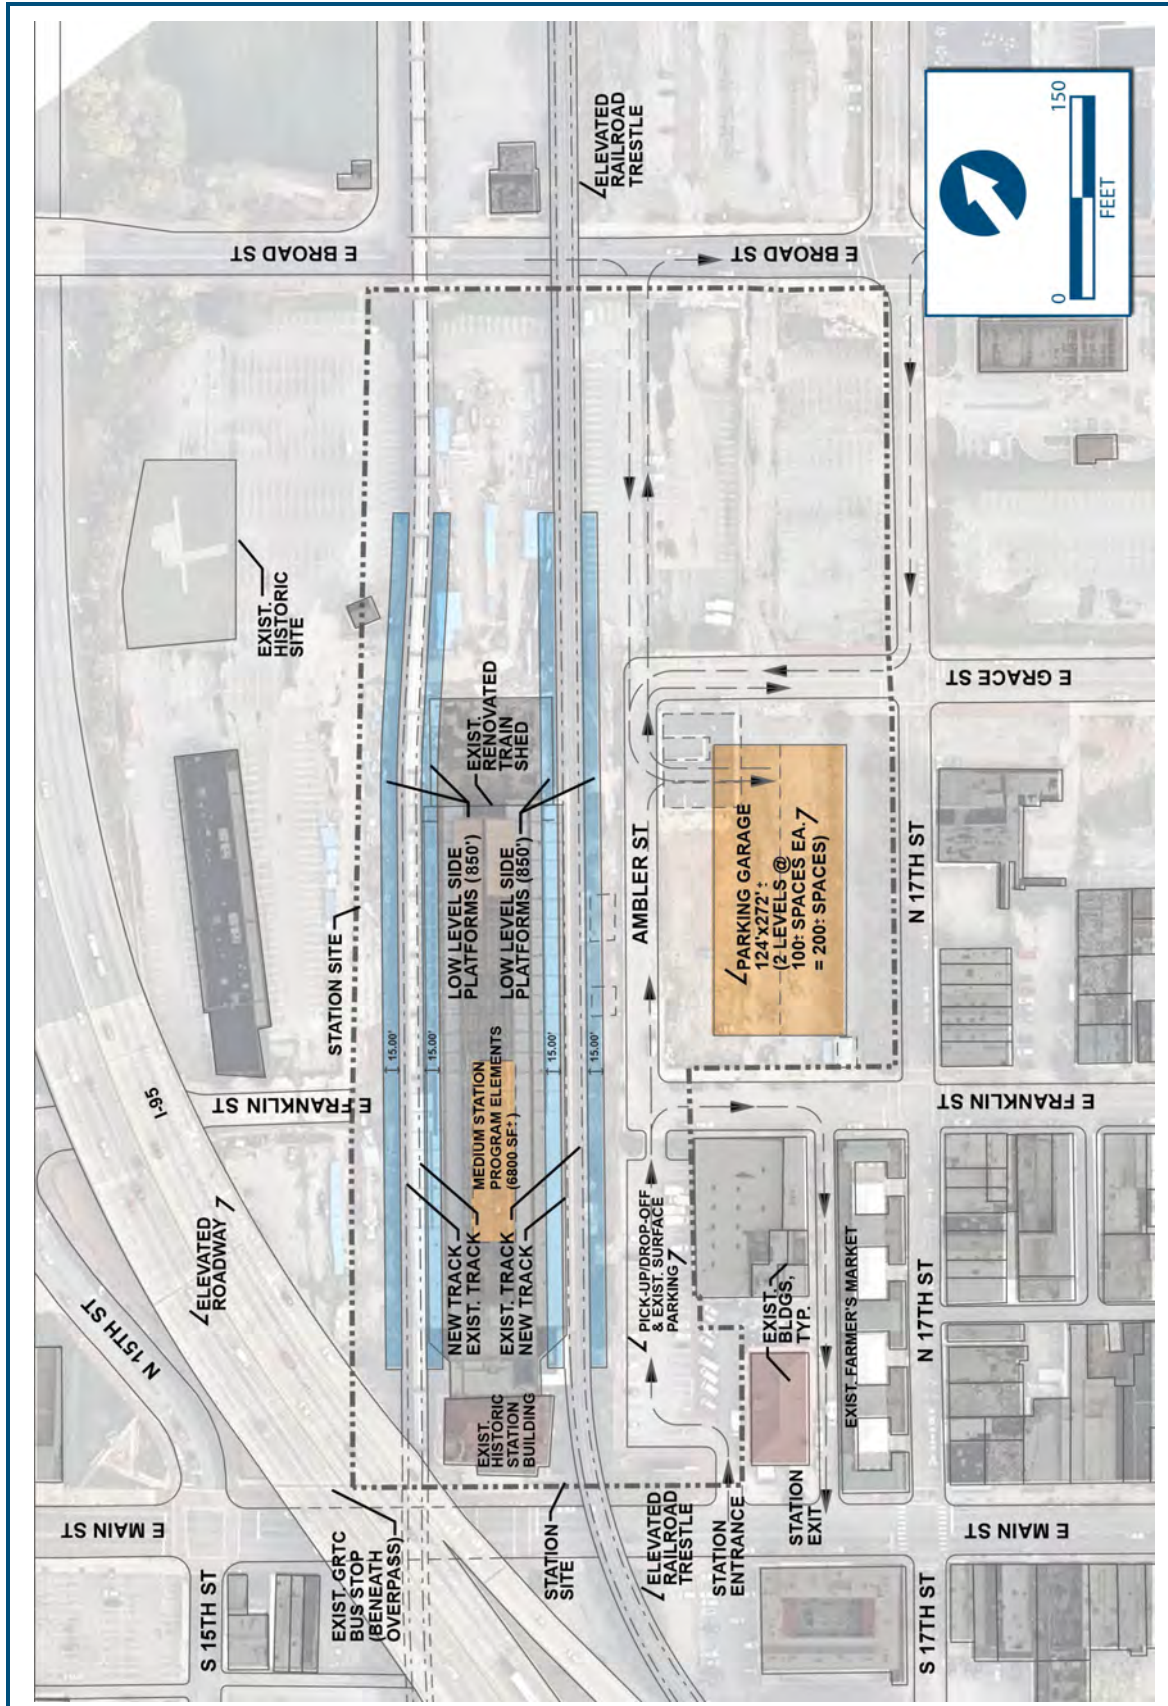 ELEVATED
RAILROAD
TRESTLE
150
FEET
0
E BROAD ST
E BROAD ST
EXIST.
HISTORIC
SITE
EXIST.
RENOVATED
TRAIN
SHED
E GRACE ST
STATION SITE
LOW LEVEL SIDE
PLATFORMS (850')
LOW LEVEL SIDE
PLATFORMS (850')
AMBLER ST
PARKING GARAGE
124'x272'±
(2 LEVELS @
100± SPACES EA.
= 200± SPACES)
N 17TH ST
15.00'
15.00'
15.00'
15.00'
I-95
E FRANKLIN ST
MEDIUM STATION
PROGRAM ELEMENTS
(6800 SF±)
E FRANKLIN ST
ELEVATED
ROADWAY
N 15TH ST
NEW TRACK
EXIST. TRACK
EXIST. TRACK
NEW TRACK
PICK-UP/DROP-OFF
& EXIST. SURFACE
PARKING
EXIST.
BLDGS,
TYP.
EXIST. FARMER'S MARKET
N 17TH ST
EXIST.
HISTORIC
STATION
BUILDING
E MAIN ST
EXIST. GRTC
BUS STOP
(BENEATH
OVERPASS)
STATION
SITE
ELEVATED
RAILROAD
TRESTLE
STATION
ENTRANCE
STATION
EXIT
E MAIN ST
S 15TH ST
S 17TH ST